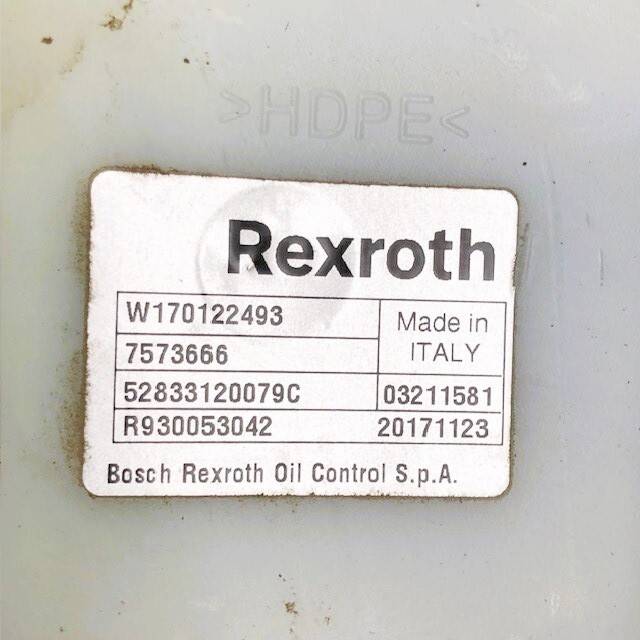 >HDPE<
Rexroth
W170122493
Made in
ITALY
7573666
52833120079C 03211581
R930053042 20171123
Bosch Rexroth Oil Control S.p.A.